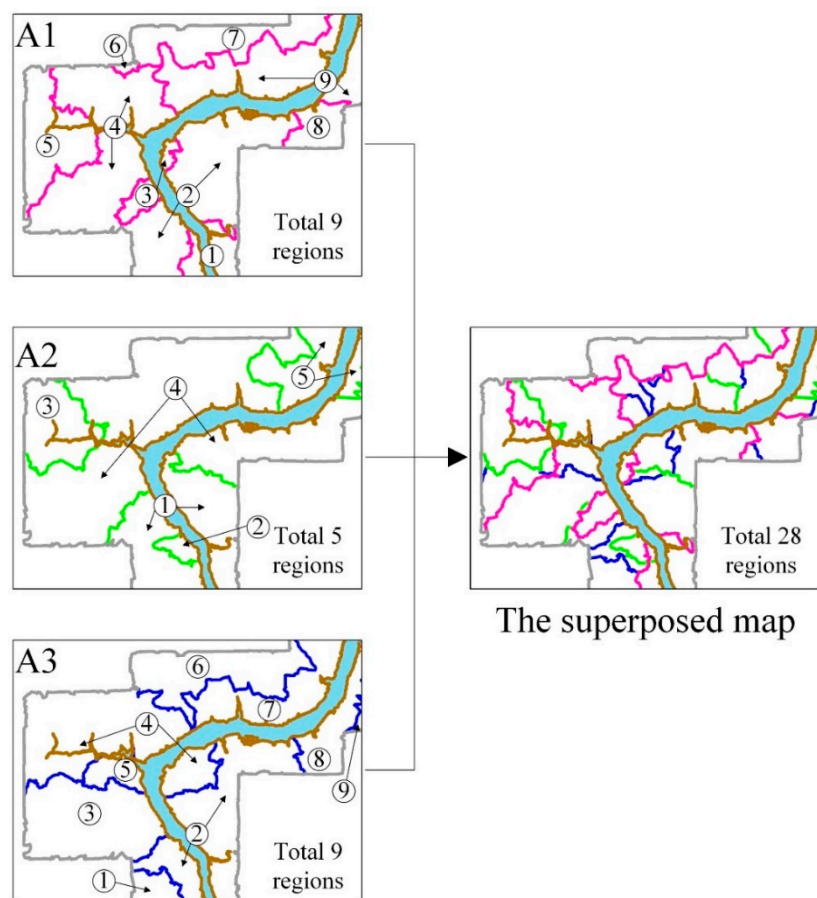 A1
⑥
⑦
⑨
④
⑧
⑤
③
②
Total 9
regions
①
A2
⑤
③
④
①
②
Total 5
regions
Total 28
regions
The superposed map
A3
⑥
④
⑦
⑤
⑧
⑨
③
②
Total 9
regions
①